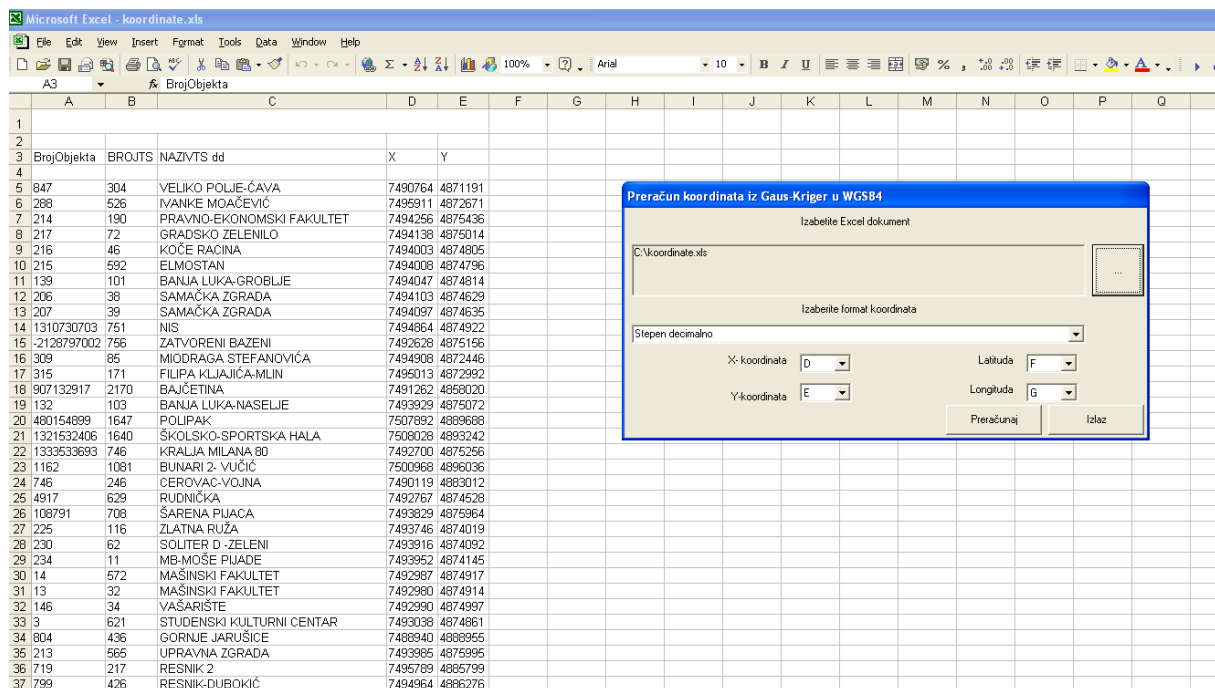 Microsoft Excel - koordinate.xls
File Edit View Insert Format Tools Data Window Help
100% Arial 10 B I U % ,
A3 fx BrojObjekta
A B C D E F G H I J K L M N O P Q
1
2
3 BrojObjekta BROJTS NAZIVTS dd X Y
4
5 847 304 VELIKO POLJE-ĆAVA 7490764 4871191
6 288 526 IVANKE MOAČEVIĆ 7495911 4872671
7 214 190 PRAVNO-EKONOMSKI FAKULTET 7494256 4875436
8 217 72 GRADSKO ZELENILO 7494138 4875014
9 216 46 KOČE RACINA 7494003 4874805
10 215 592 ELMOSTAN 7494008 4874796
11 139 101 BANJA LUKA-GROBLJE 7494047 4874814
12 206 38 SAMAČKA ZGRADA 7494103 4874629
13 207 39 SAMAČKA ZGRADA 7494097 4874635
14 1310730703 751 NIS 7494864 4874922
15 -2128797002 756 ZATVORENI BAZENI 7492628 4875156
16 309 85 MIODRAGA STEFANOVIĆA 7494908 4872446
17 315 171 FILIPA KLJAJIĆA-MLIN 7495013 4872992
18 907132917 2170 BAJČETINA 7491262 4858020
19 132 103 BANJA LUKA-NASELJE 7493929 4875072
20 480154899 1647 POLIPAK 7507892 4889688
21 1321532406 1640 ŠKOLSKO-SPORTSKA HALA 7508028 4893242
22 1333533693 746 KRALJA MILANA 80 7492700 4875256
23 1162 1081 BUNARI 2- VUČIĆ 7500968 4896036
24 746 246 CEROVAC-VOJNA 7490119 4883012
25 4917 629 RUDNIČKA 7492767 4874528
26 108791 708 ŠARENA PIJACA 7493829 4875964
27 225 116 ZLATNA RUŽA 7493746 4874019
28 230 62 SOLITER D -ZELENI 7493916 4874092
29 234 11 MB-MOŠE PIJADE 7493952 4874145
30 14 572 MAŠINSKI FAKULTET 7492987 4874917
31 13 32 MAŠINSKI FAKULTET 7492980 4874914
32 146 34 VAŠARIŠTE 7492990 4874997
33 3 621 STUDENSKI KULTURNI CENTAR 7493038 4874861
34 804 436 GORNJE JARUŠICE 7488940 4888955
35 213 565 UPRAVNA ZGRADA 7493985 4875995
36 719 217 RESNIK 2 7495789 4885799
37 799 426 RESNIK-DUBOKIĆ 7494964 4886276
Preračun koordinata iz Gaus-Kriger u WGS84
Izabetite Excel dokument
C:\koordinate.xls
...
Izaberite format koordinata
Stepen decimalno
X- koordinata D Latituda F
Y-koordinata E Longituda G
Preračunaj Izlaz